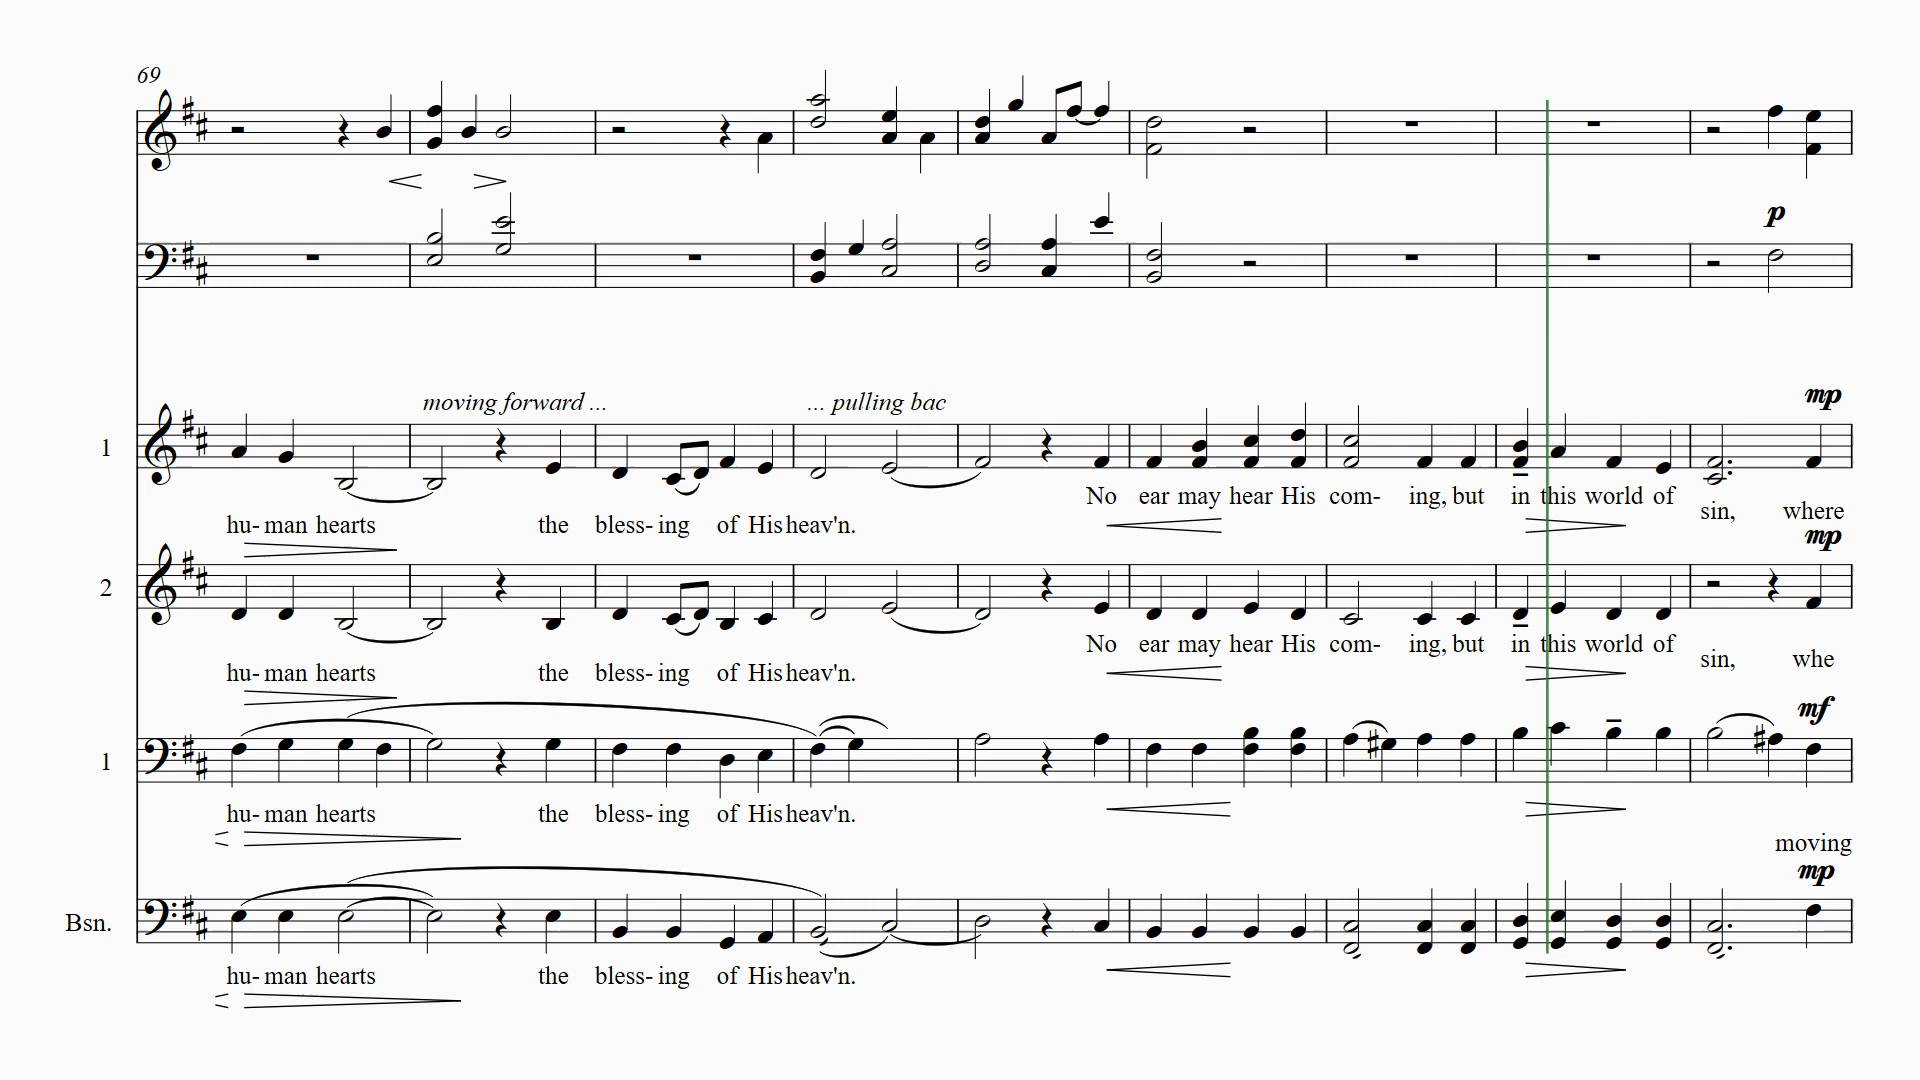 69
p
moving forward ...
... pulling bac
mp
1
No ear may hear His com- ing, but in this world of
sin, where
hu- man hearts the bless- ing of His heav'n.
mp
2
No ear may hear His com- ing, but in this world of
sin, whe
hu- man hearts the bless- ing of His heav'n.
mf
1
hu- man hearts the bless- ing of His heav'n.
moving
mp
Bsn.
hu- man hearts the bless- ing of His heav'n.